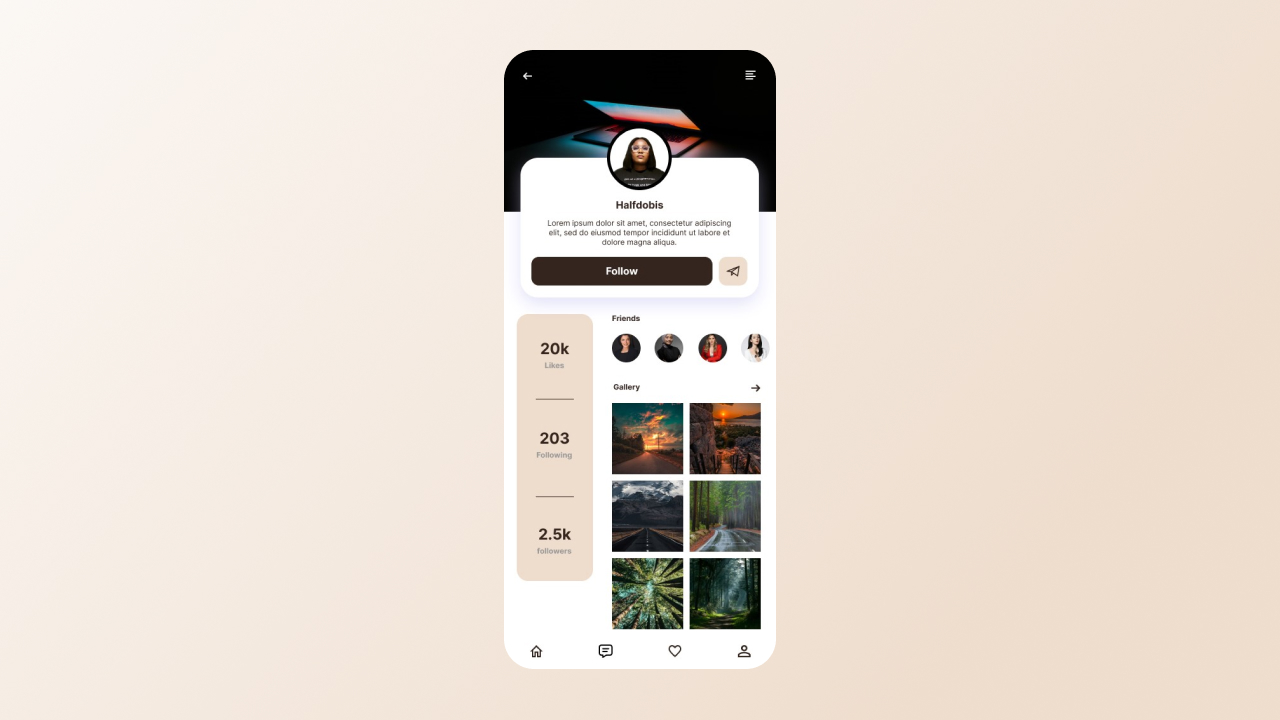 Halfdobis
Lorem ipsum dolor sit amet, consectetur adipiscing
elit, sed do eiusmod tempor incididunt ut labore et
dolore magna aliqua.
Follow
20k
Likes
203
Following
2.5k
followers
Friends
Gallery